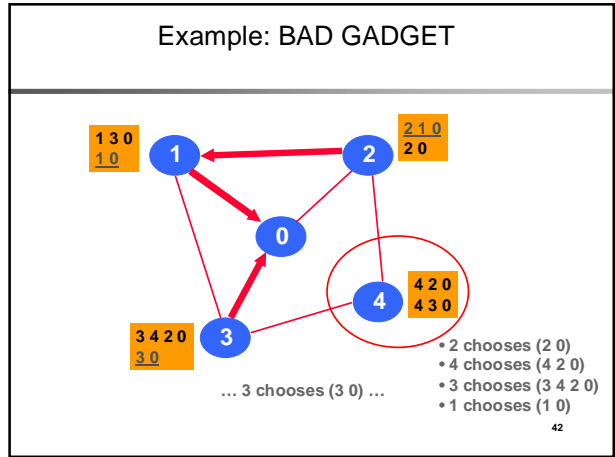 Example: BAD GADGET
1 3 0
1 0
1
2
2 1 0
2 0
0
4
4 2 0
4 3 0
3 4 2 0
3 0
3
… 3 chooses (3 0) …
• 2 chooses (2 0)
• 4 chooses (4 2 0)
• 3 chooses (3 4 2 0)
• 1 chooses (1 0)
42